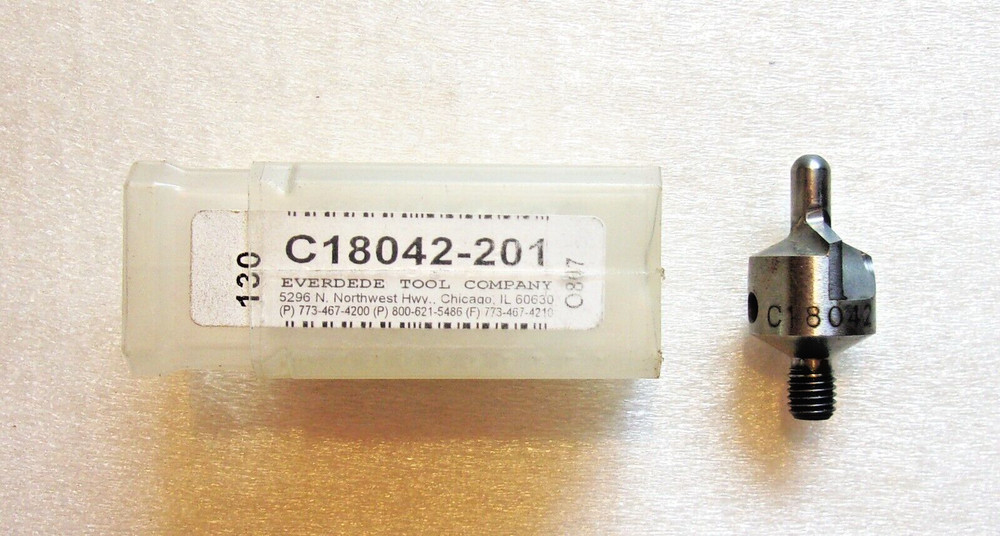 130
C18042-201
EVERDEDE TOOL COMPANY
5296 N. Northwest Hwy., Chicago, IL 60630
(P) 773-467-4200 (P) 800-621-5486 (F) 773-467-4210
O807
C18042